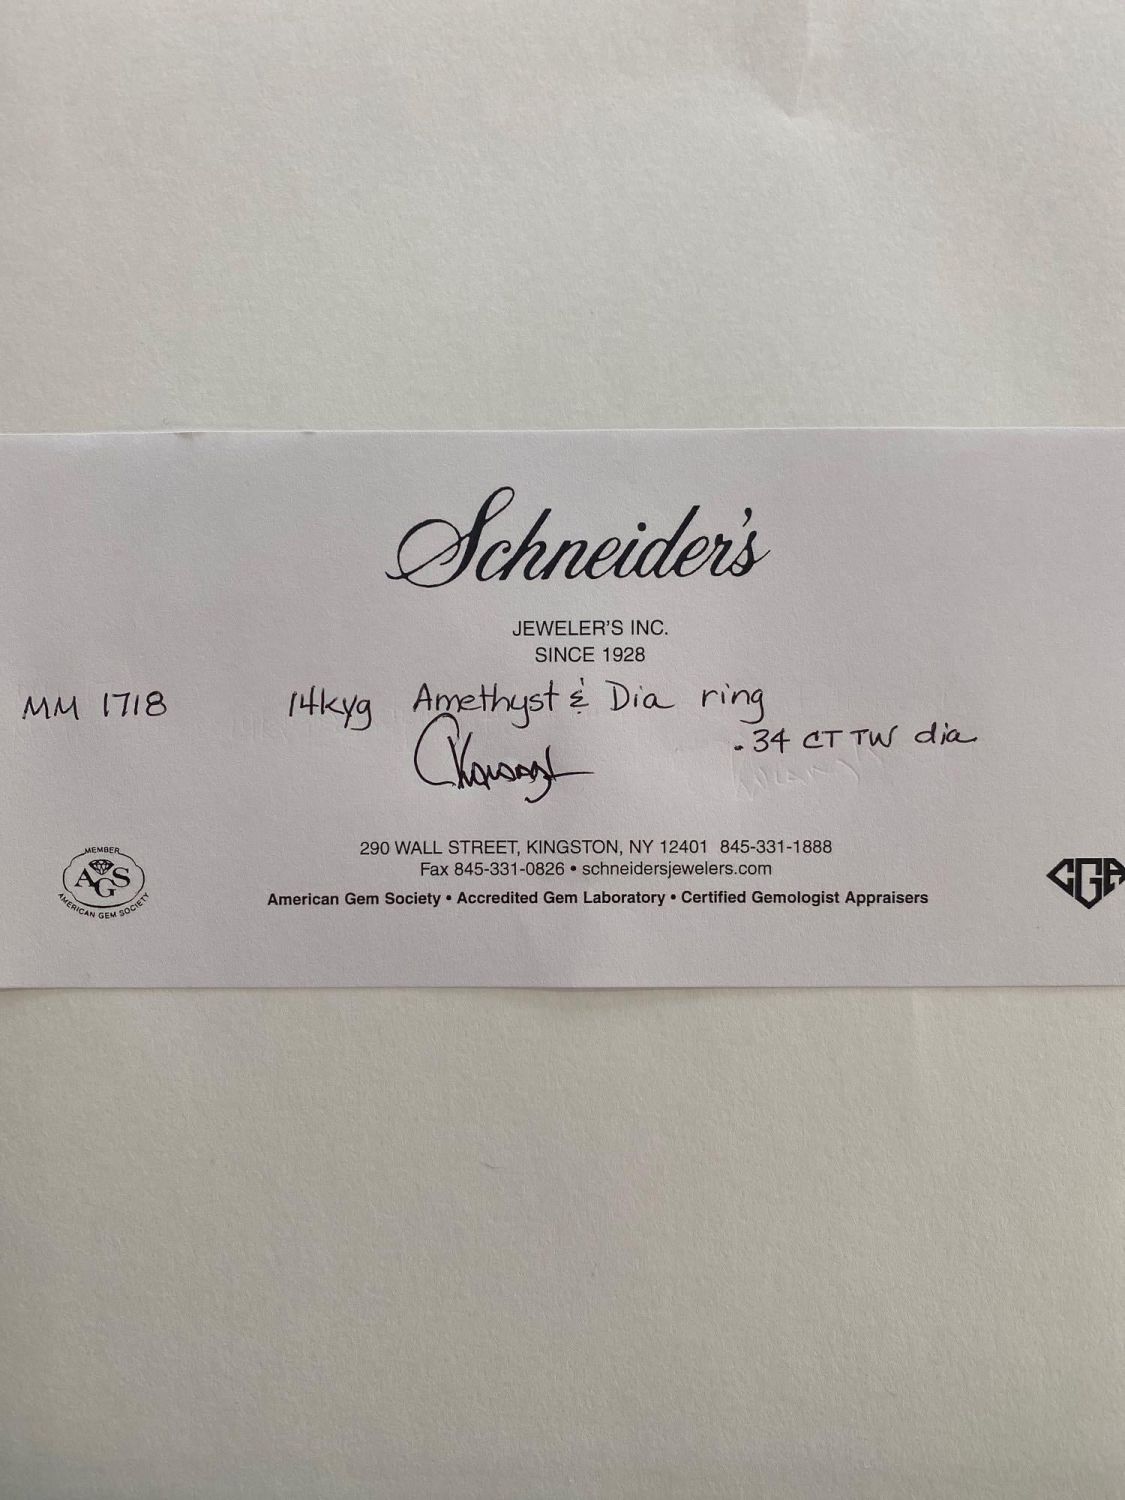 Schneider's
JEWELER'S INC.
SINCE 1928
MM 1718 14kyg Amethyst & Dia ring
.34 CT TW dia
290 WALL STREET, KINGSTON, NY 12401 845-331-1888
Fax 845-331-0826 • schneidersjewelers.com
American Gem Society • Accredited Gem Laboratory • Certified Gemologist Appraisers
MEMBER
AGS
AMERICAN GEM SOCIETY
CGA